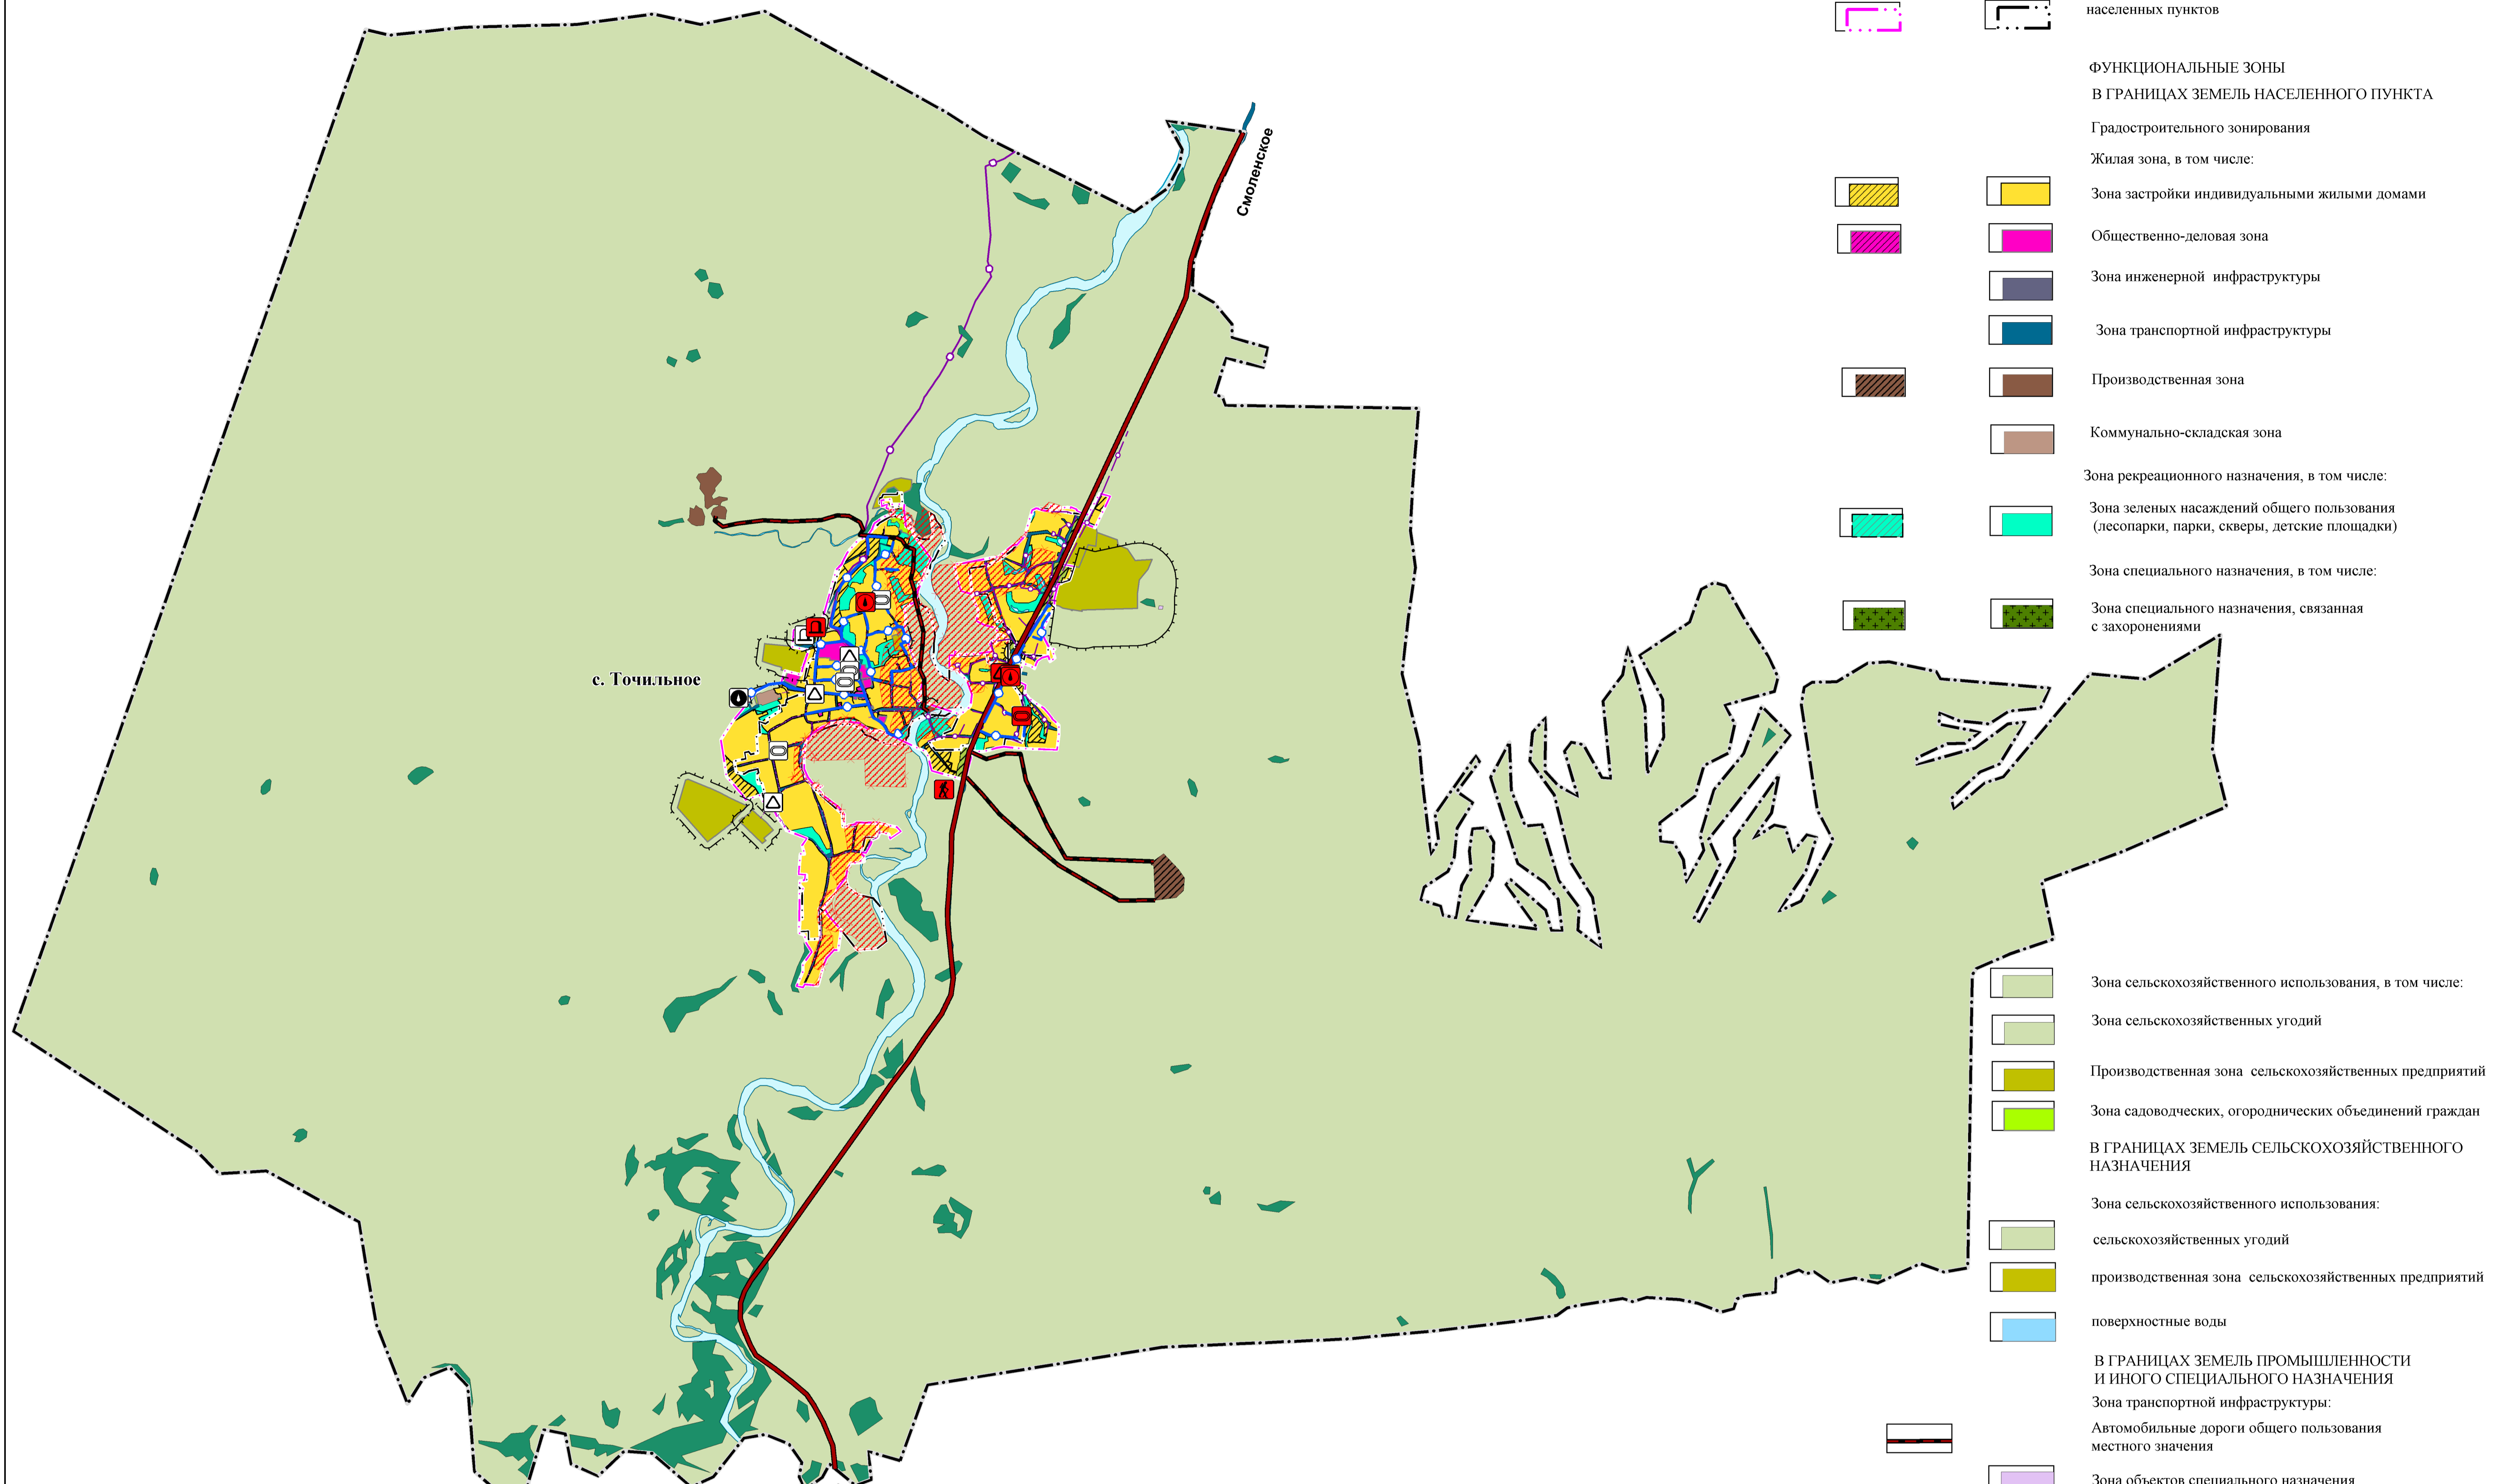 населенных пунктов
ФУНКЦИОНАЛЬНЫЕ ЗОНЫ
В ГРАНИЦАХ ЗЕМЕЛЬ НАСЕЛЕННОГО ПУНКТА
Градостроительного зонирования
Жилая зона, в том числе:
Зона застройки индивидуальными жилыми домами
Общественно-деловая зона
Зона инженерной инфраструктуры
Зона транспортной инфраструктуры
Производственная зона
Коммунально-складская зона
Зона рекреационного назначения, в том числе:
Зона зеленых насаждений общего пользования
(лесопарки, парки, скверы, детские площадки)
Зона специального назначения, в том числе:
Зона специального назначения, связанная
с захоронениями
Зона сельскохозяйственного использования, в том числе:
Зона сельскохозяйственных угодий
Производственная зона сельскохозяйственных предприятий
Зона садоводческих, огороднических объединений граждан
В ГРАНИЦАХ ЗЕМЕЛЬ СЕЛЬСКОХОЗЯЙСТВЕННОГО
НАЗНАЧЕНИЯ
Зона сельскохозяйственного использования:
сельскохозяйственных угодий
производственная зона сельскохозяйственных предприятий
поверхностные воды
В ГРАНИЦАХ ЗЕМЕЛЬ ПРОМЫШЛЕННОСТИ
И ИНОГО СПЕЦИАЛЬНОГО НАЗНАЧЕНИЯ
Зона транспортной инфраструктуры:
Автомобильные дороги общего пользования
местного значения
Зона объектов специального назначения
Смоленское
с. Точильное